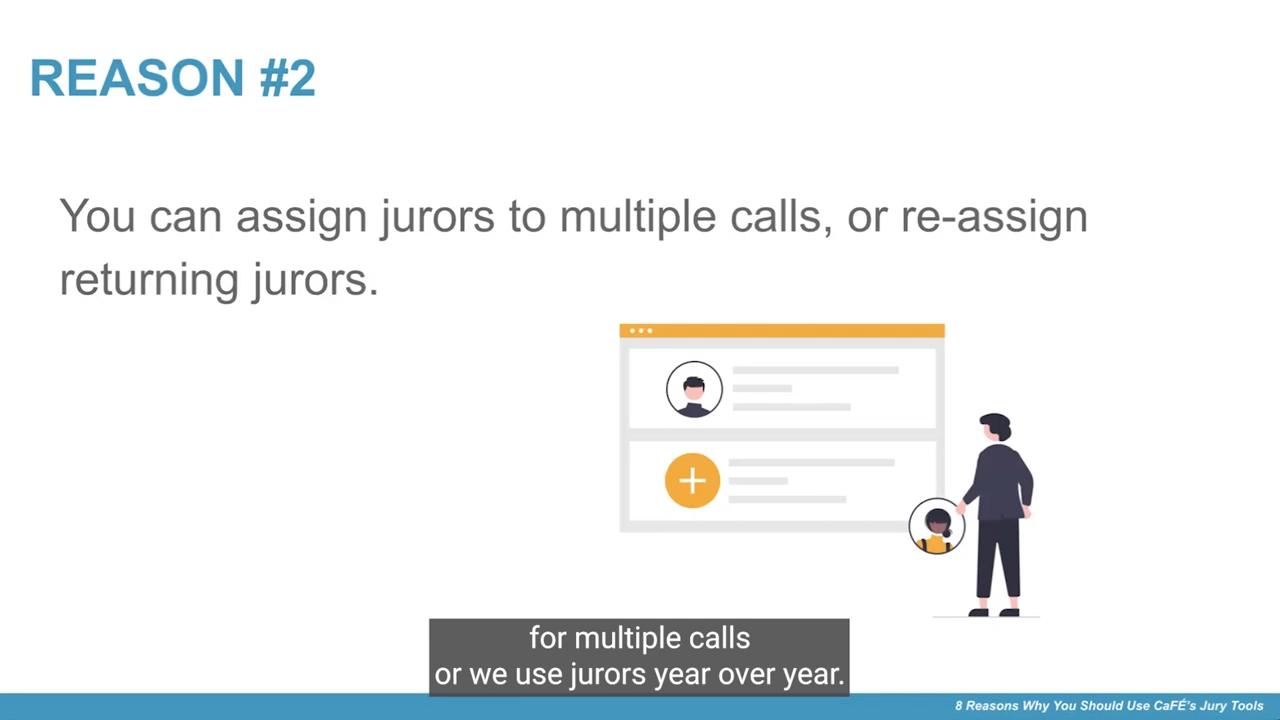 REASON #2
You can assign jurors to multiple calls, or re-assign
returning jurors.
for multiple calls
or we use jurors year over year.
8 Reasons Why You Should Use CaFÉ's Jury Tools